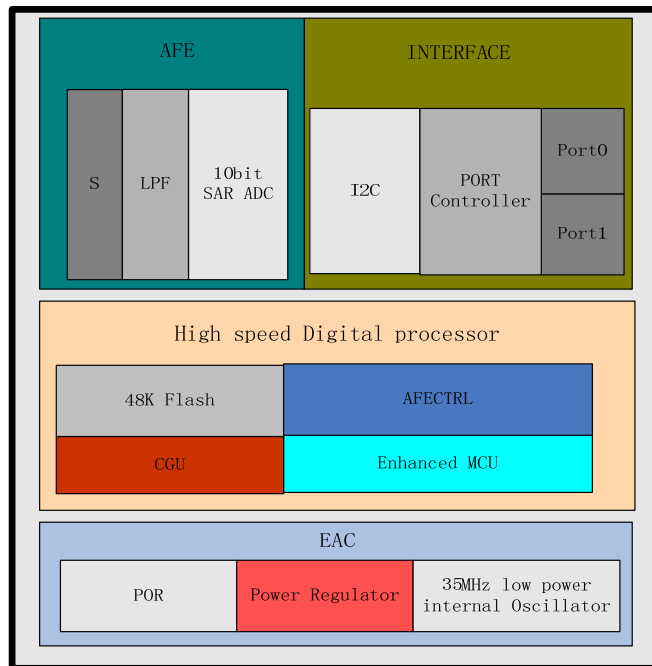 AFE
INTERFACE
S
LPF
10bit
SAR ADC
I2C
PORT
Controller
Port0
Port1
High speed Digital processor
48K Flash
AFECTRL
CGU
Enhanced MCU
EAC
POR
Power Regulator
35MHz low power
internal Oscillator